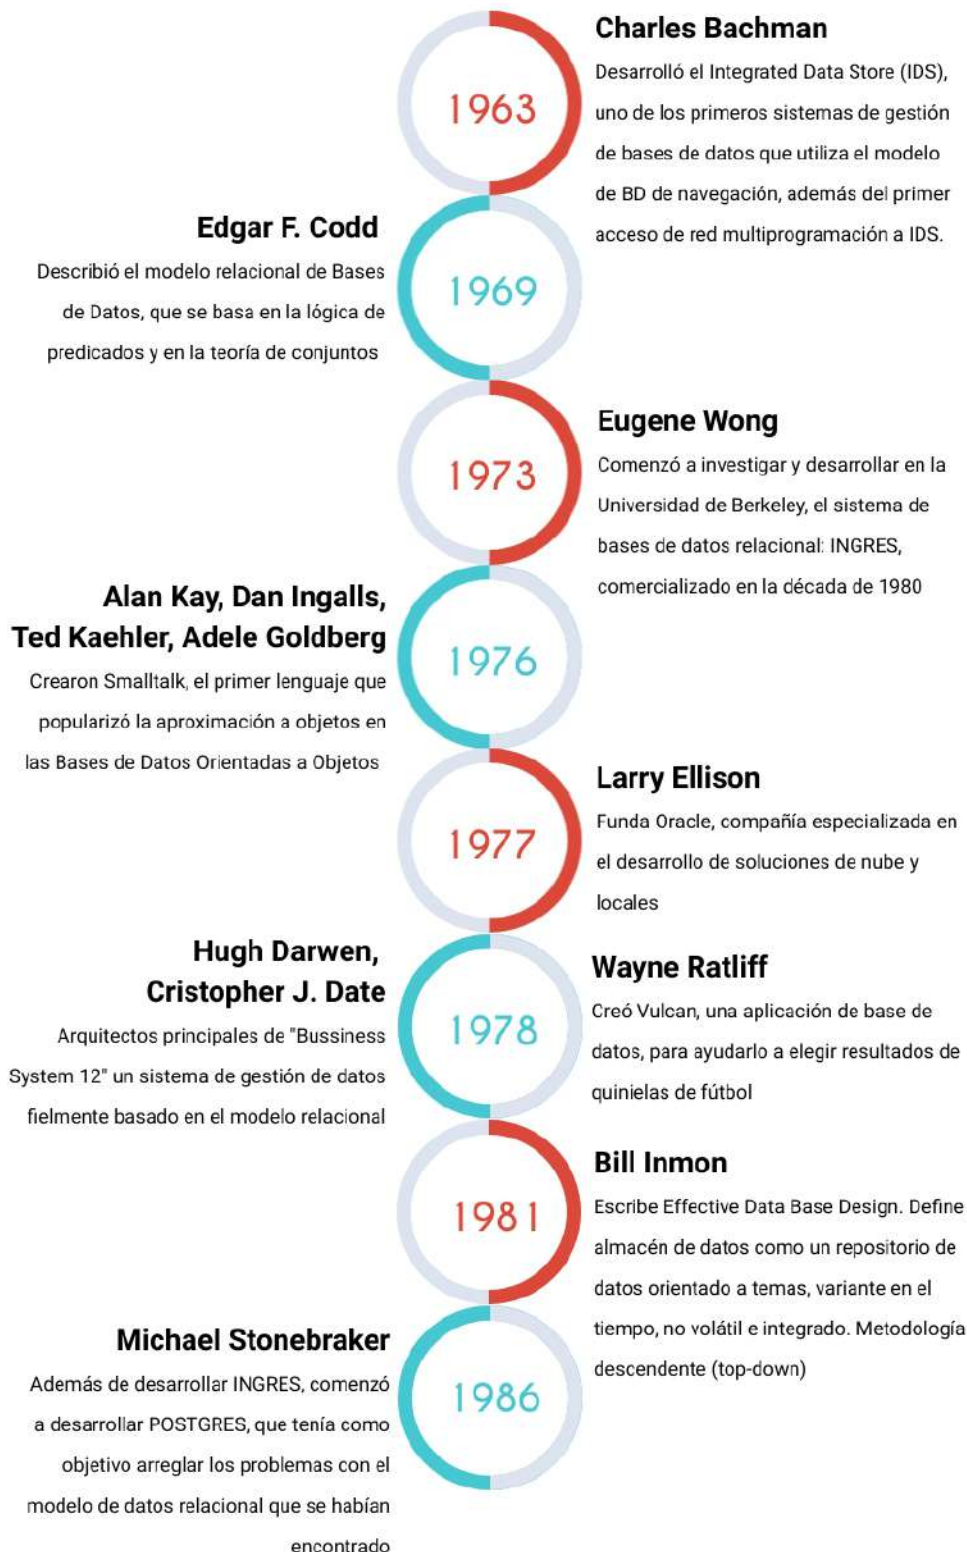 1963
Charles Bachman
Desarrolló el Integrated Data Store (IDS),
uno de los primeros sistemas de gestión
de bases de datos que utiliza el modelo
de BD de navegación, además del primer
acceso de red multiprogramación a IDS.
Edgar F. Codd
Describió el modelo relacional de Bases
de Datos, que se basa en la lógica de
predicados y en la teoría de conjuntos
1969
1973
Eugene Wong
Comenzó a investigar y desarrollar en la
Universidad de Berkeley, el sistema de
bases de datos relacional: INGRES,
comercializado en la década de 1980
Alan Kay, Dan Ingalls,
Ted Kaehler, Adele Goldberg
Crearon Smalltalk, el primer lenguaje que
popularizó la aproximación a objetos en
las Bases de Datos Orientadas a Objetos
1976
1977
Larry Ellison
Funda Oracle, compañía especializada en
el desarrollo de soluciones de nube y
locales
Hugh Darwen,
Cristopher J. Date
Arquitectos principales de "Bussiness
System 12" un sistema de gestión de datos
fielmente basado en el modelo relacional
1978
Wayne Ratliff
Creó Vulcan, una aplicación de base de
datos, para ayudarlo a elegir resultados de
quinielas de fútbol
1981
Bill Inmon
Escribe Effective Data Base Design. Define
almacén de datos como un repositorio de
datos orientado a temas, variante en el
tiempo, no volátil e integrado. Metodología
descendente (top-down)
Michael Stonebraker
Además de desarrollar INGRES, comenzó
a desarrollar POSTGRES, que tenía como
objetivo arreglar los problemas con el
modelo de datos relacional que se habían
encontrado
1986